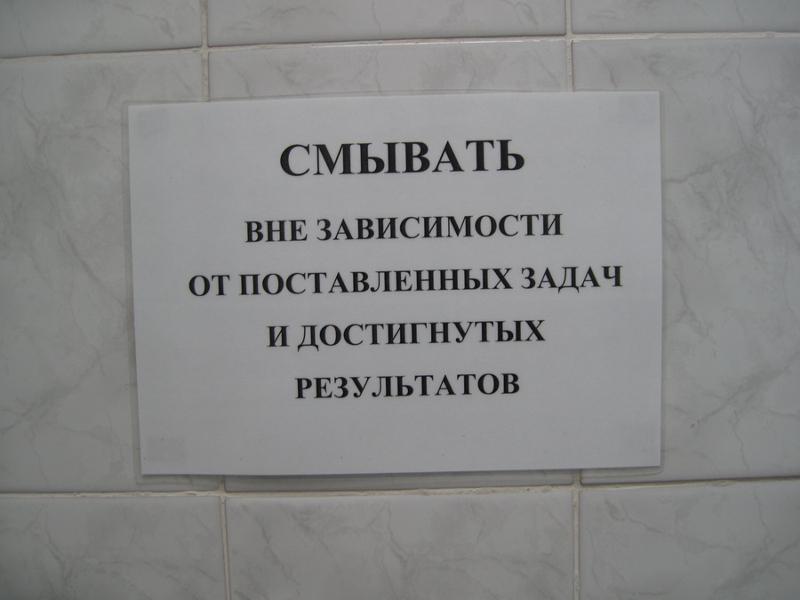 СМЫВАТЬ
ВНЕ ЗАВИСИМОСТИ
ОТ ПОСТАВЛЕННЫХ ЗАДАЧ
И ДОСТИГНУТЫХ
РЕЗУЛЬТАТОВ